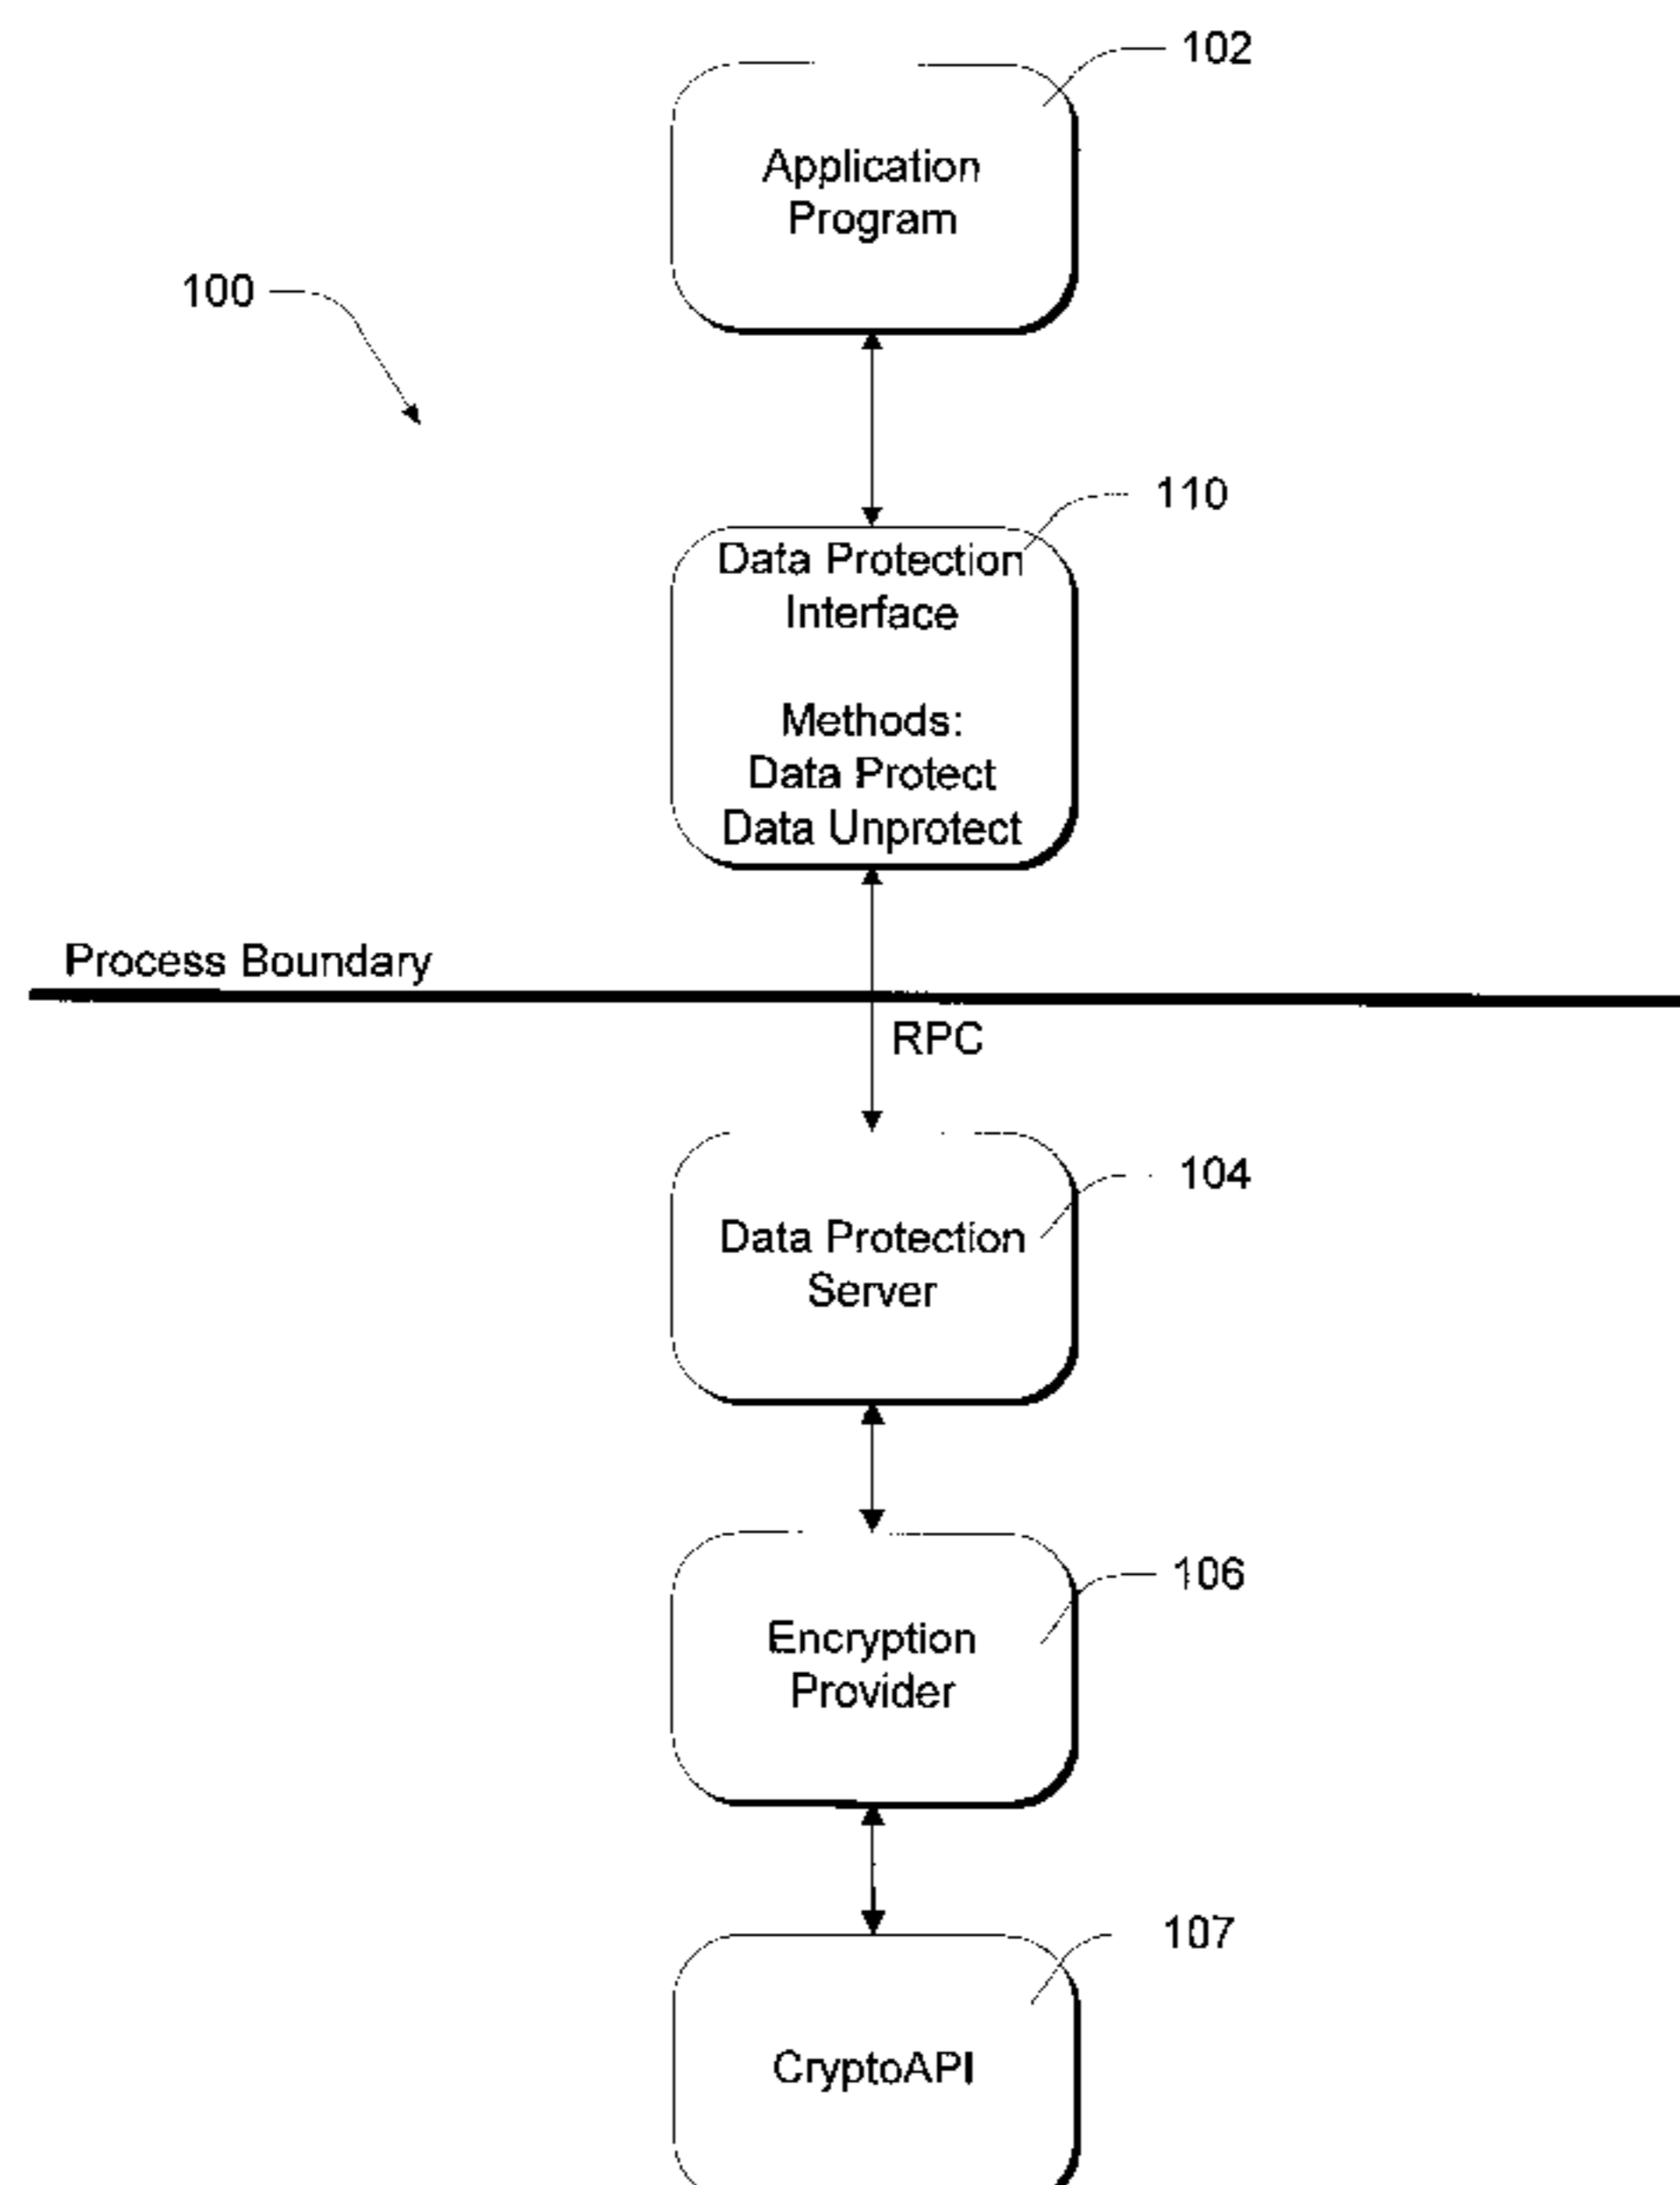 102
Application
Program
100
110
Data Protection
Interface
Methods:
Data Protect
Data Unprotect
Process Boundary
RPC
104
Data Protection
Server
106
Encryption
Provider
107
CryptoAPI